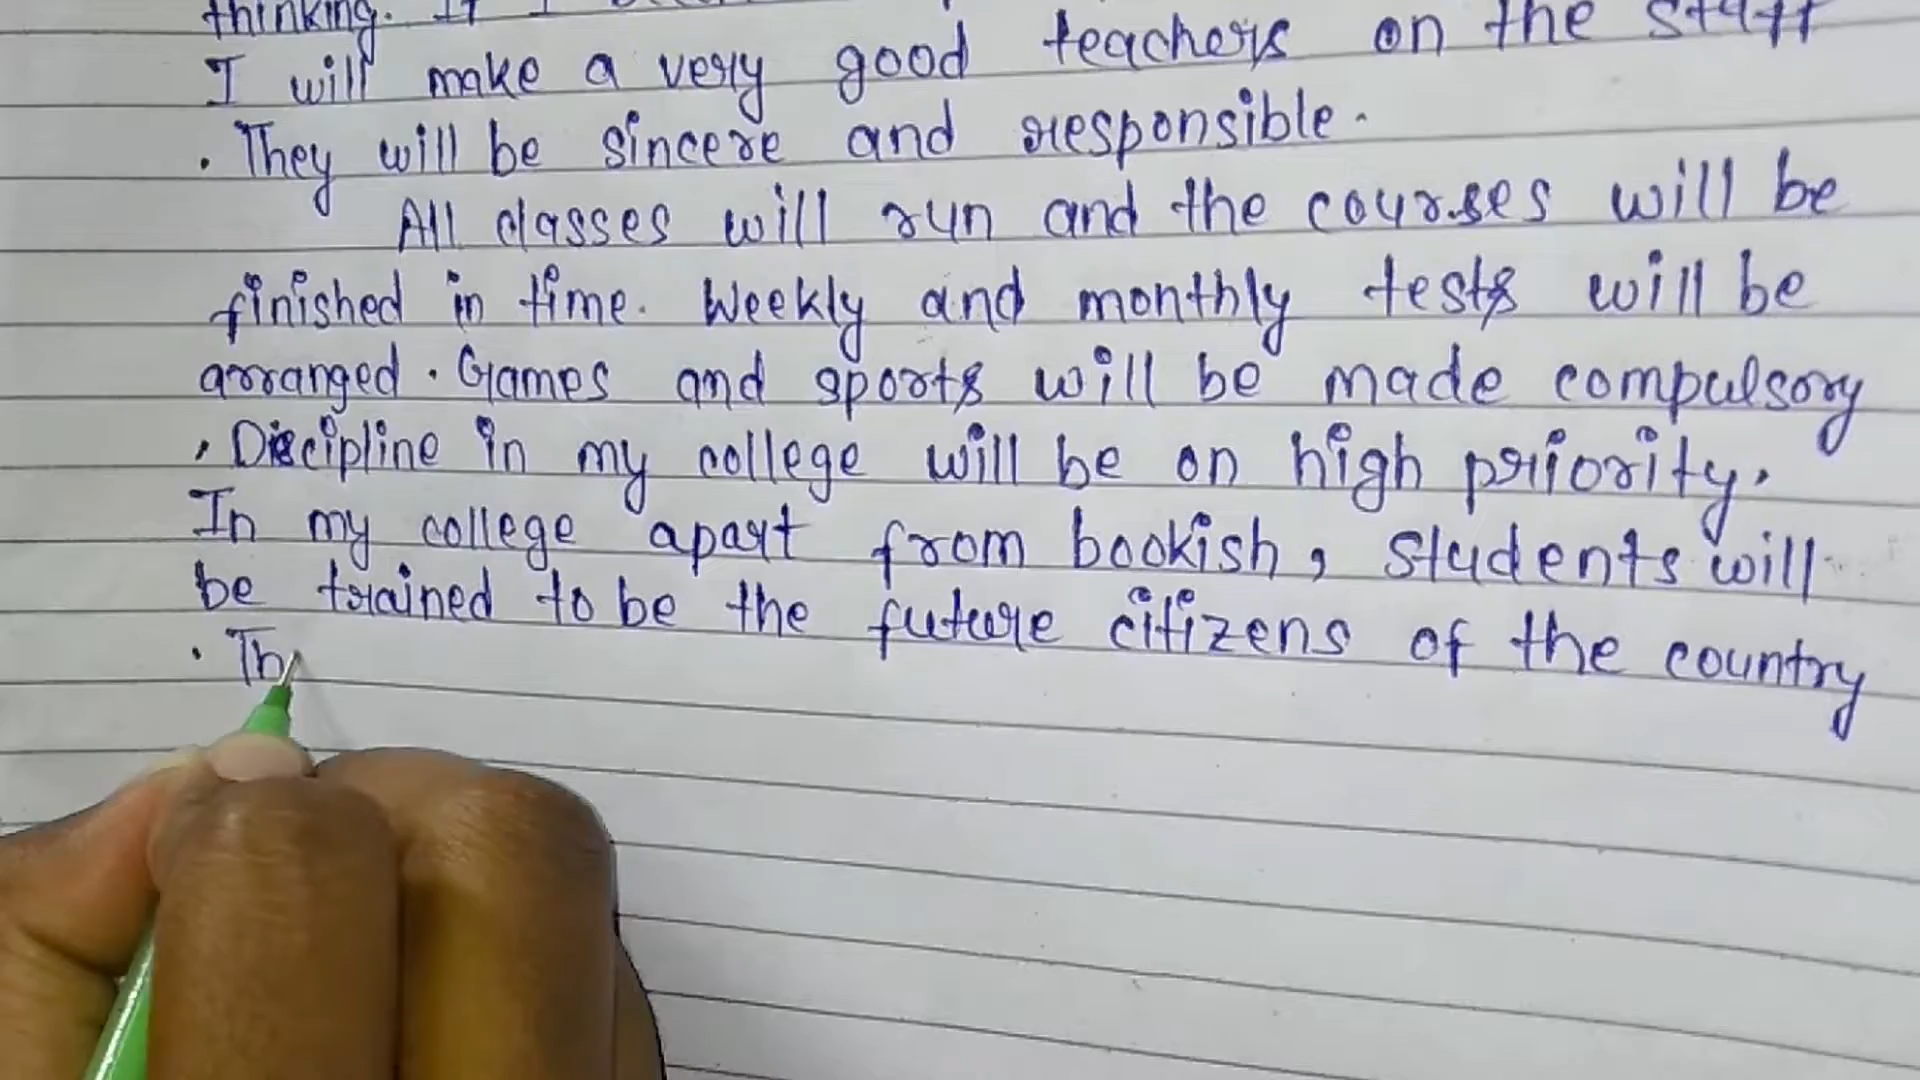 thinking. If I
I will make a very good teachers on the staff
. They will be sincere and responsible.
All classes will run and the courses will be
finished in time. Weekly and monthly tests will be
arranged. Games and sports will be made compulsory
. Discipline in my college will be on high priority.
In my college apart from bookish, students will
be trained to be the future citizens of the country
. Th